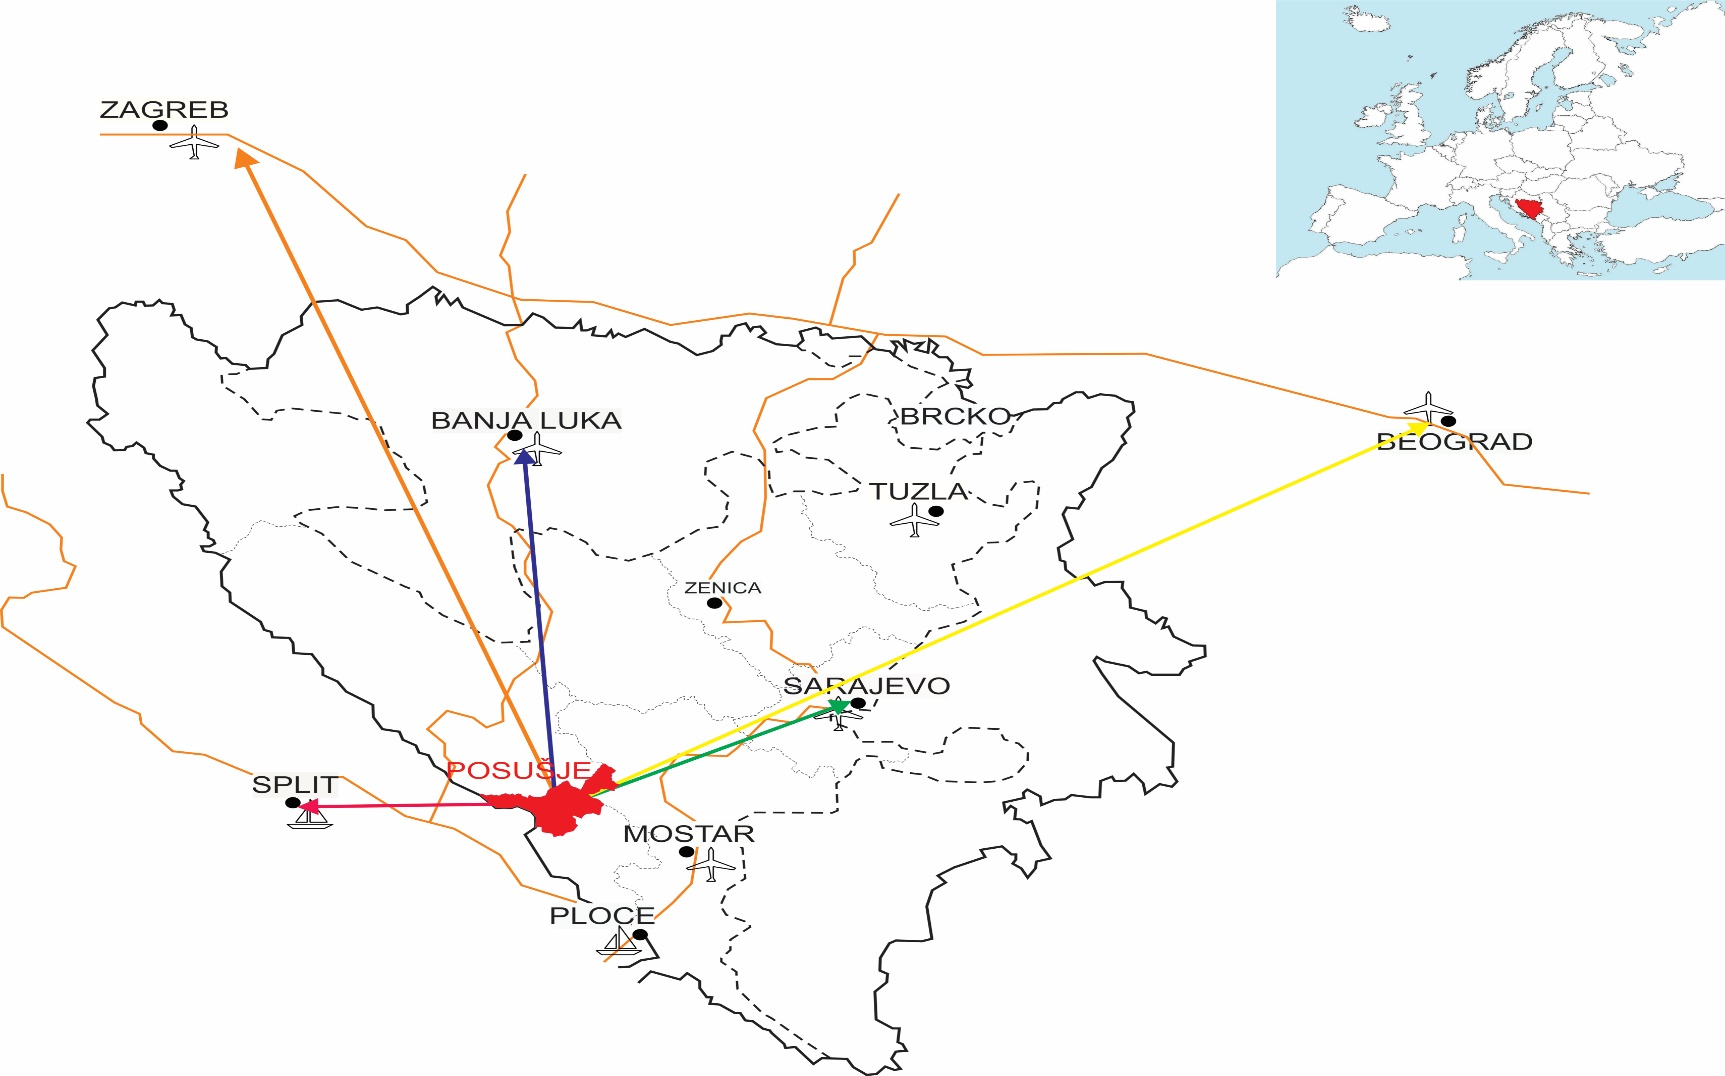 ZAGREB
BANJA LUKA
BRCKO
BEOGRAD
TUZLA
ZENICA
SARAJEVO
POSUŠJE
SPLIT
MOSTAR
PLOCE